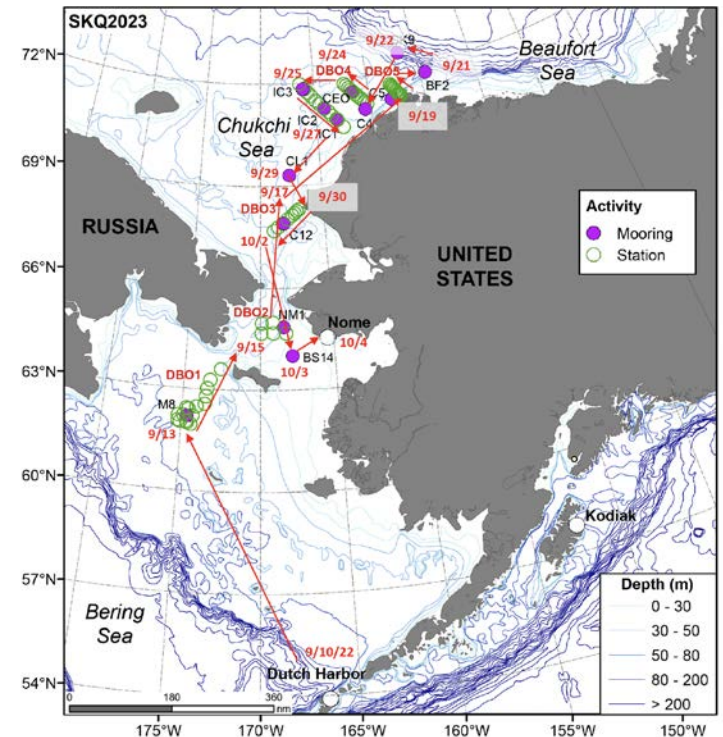 SKQ2023
72°N
69°N
66°N
63°N
60°N
57°N
54°N
9/22
9/24
Beaufort
Sea
9/25
DBO4
DBO5
9/21
IC3
CEO
C5
BF2
IC2
C4
9/19
Chukchi
Sea
9/27
IC1
CL1
9/29
9/17
9/30
DBO3
RUSSIA
C12
10/2
Activity
Mooring
Station
UNITED
STATES
DBO2
NM1
Nome
9/15
10/4
BS14
10/3
DBO1
M8
9/13
Kodiak
Bering
Sea
9/10/22
Dutch Harbor
Depth (m)
0 - 30
30 - 50
50 - 80
80 - 200
> 200
0 180 360
nm
175°W 170°W 165°W 160°W 155°W 150°W